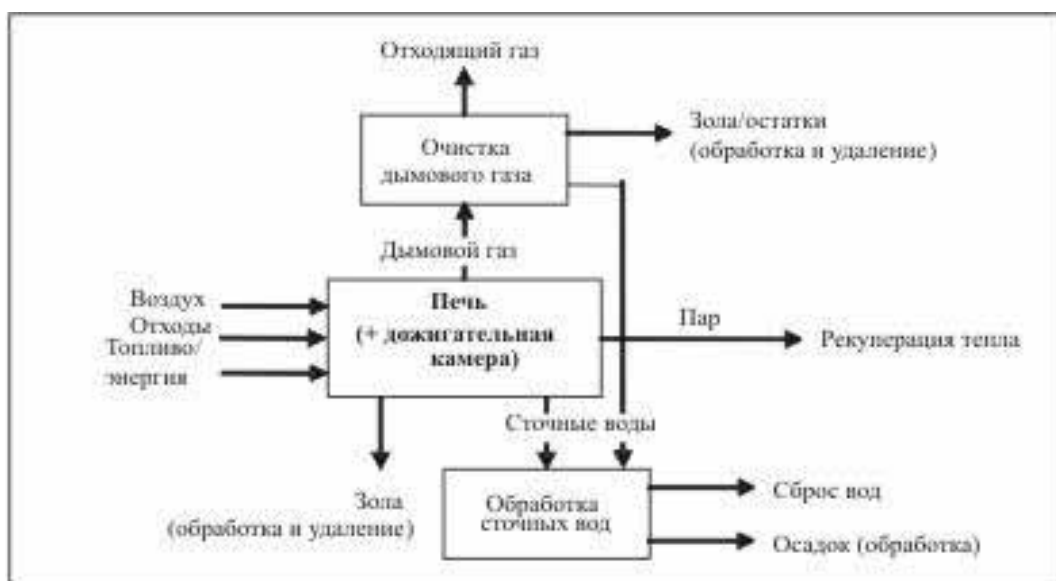 Отходящий газ
Очистка
дымового газа
Зола/остатки
(обработка и удаление)
Дымовой газ
Воздух
Отходы
Топливо/
энергия
Печь
(+ дожигательная
камера)
Пар
Рекуперация тепла
Сточные воды
Зола
(обработка и удаление)
Обработка
сточных вод
Сброс вод
Осадок (обработка)